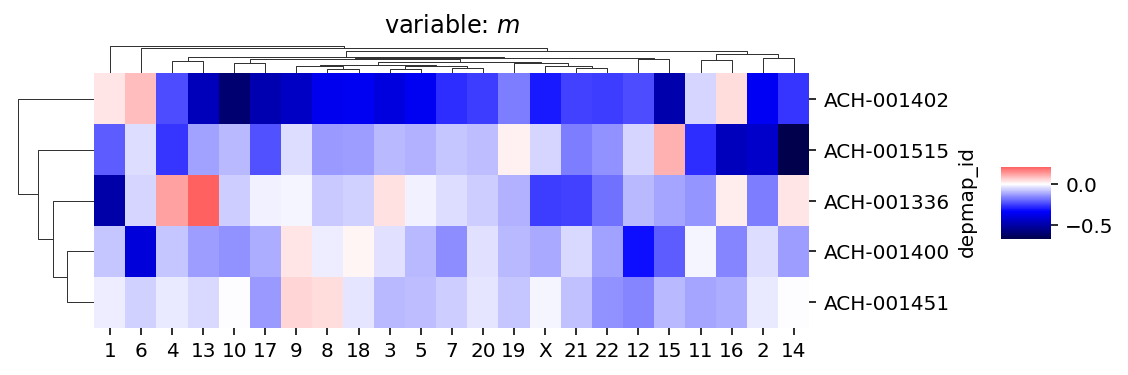 variable: m
ACH-001402
ACH-001515
ACH-001336
ACH-001400
ACH-001451
depmap_id
0.0
−0.5
1 6 4 13 10 17 9 8 18 3 5 7 20 19 X 21 22 12 15 11 16 2 14